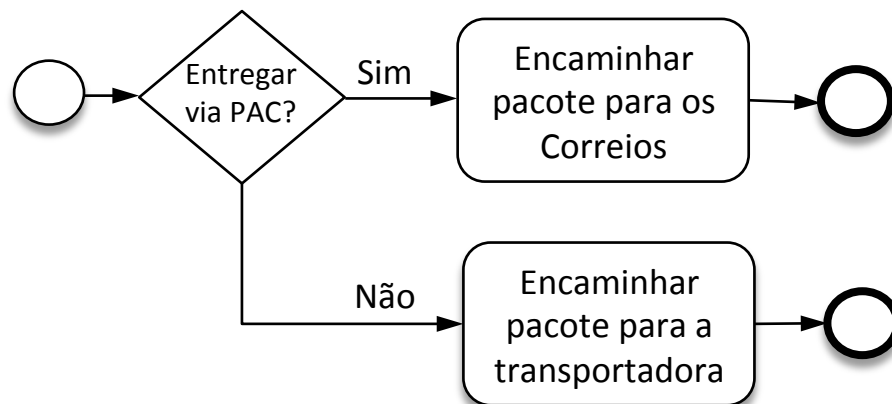 Entregar
via PAC?
Sim
Encaminhar
pacote para os
Correios
Não
Encaminhar
pacote para a
transportadora